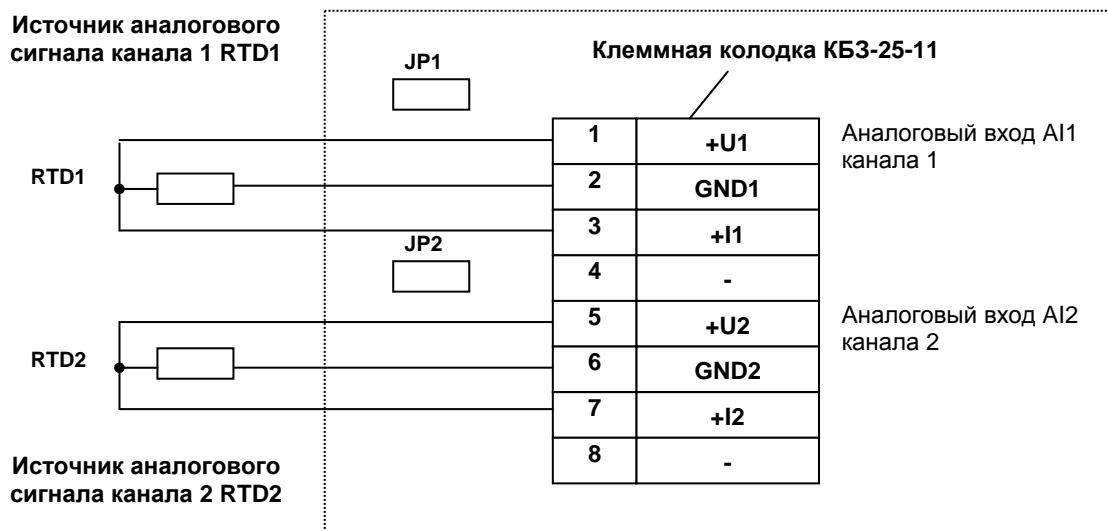 Источник аналогового
сигнала канала 1 RTD1
JP1
Клеммная колодка КБЗ-25-11
1 +U1
Аналоговый вход AI1
канала 1
RTD1
2 GND1
3 +I1
JP2
4 -
5 +U2
Аналоговый вход AI2
канала 2
RTD2
6 GND2
7 +I2
8 -
Источник аналогового
сигнала канала 2 RTD2